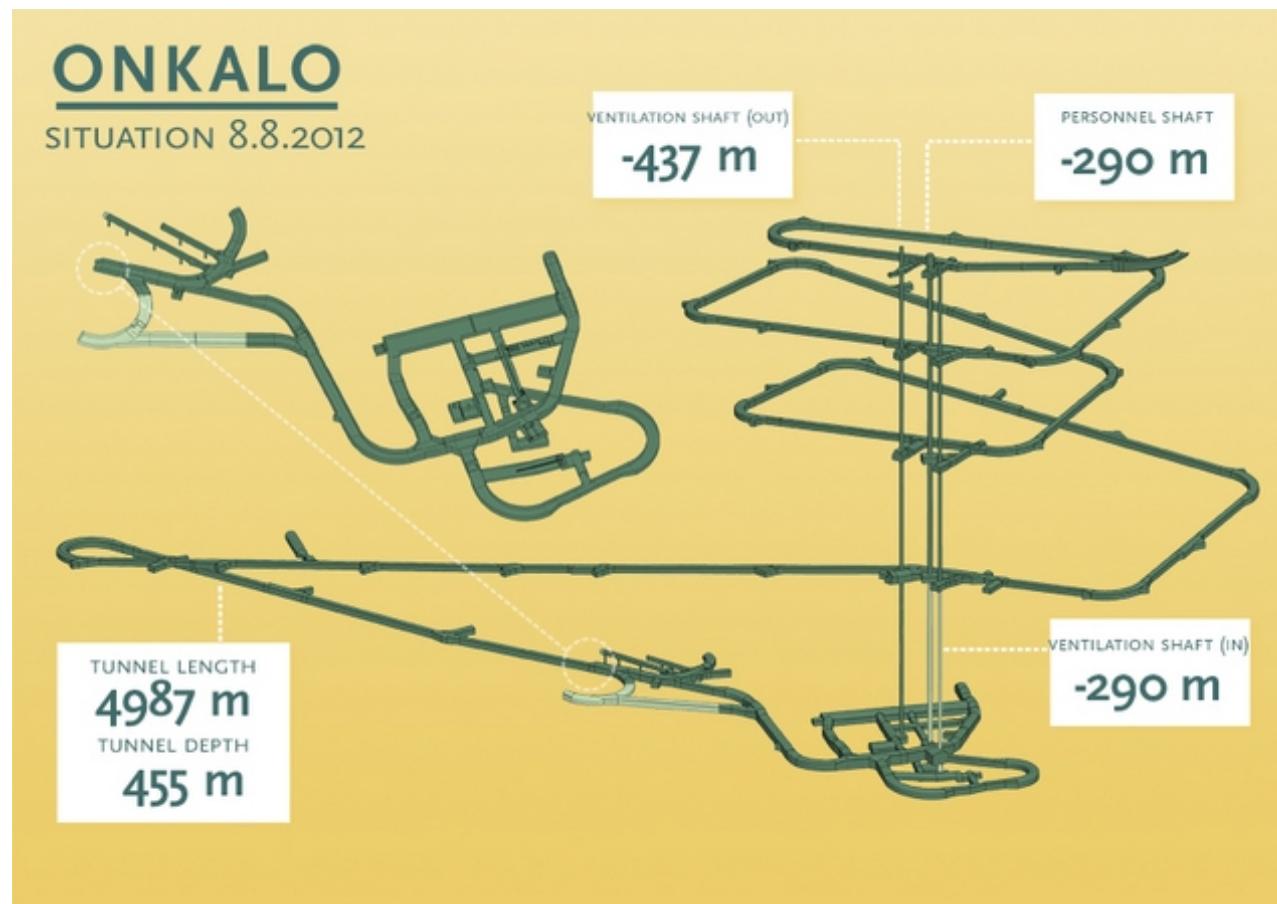 ONKALO
SITUATION 8.8.2012
VENTILATION SHAFT (OUT)
-437 m
PERSONNEL SHAFT
-290 m
TUNNEL LENGTH
4987 m
TUNNEL DEPTH
455 m
VENTILATION SHAFT (IN)
-290 m